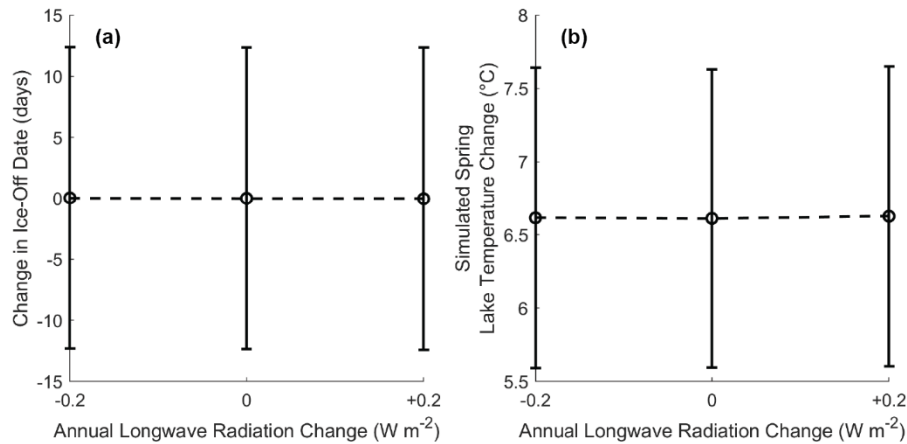 (a)
15
10
5
0
-5
-10
-15
Change in Ice-Off Date (days)
-0.2
0
+0.2
Annual Longwave Radiation Change (W m⁻²)
(b)
8
7.5
7
6.5
6
5.5
Simulated Spring
Lake Temperature Change (°C)
-0.2
0
+0.2
Annual Longwave Radiation Change (W m⁻²)